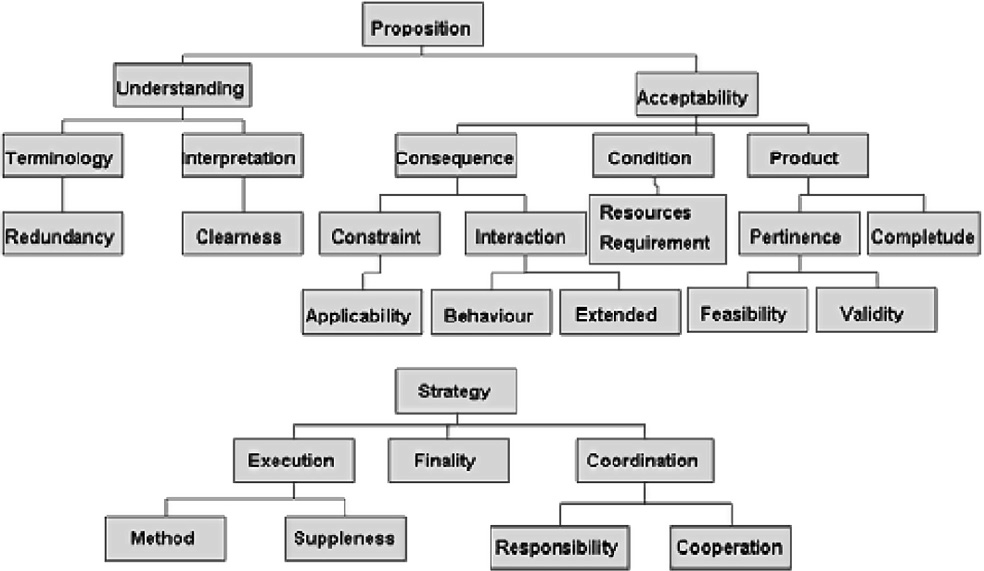 Proposition
Understanding
Acceptability
Terminology
Interpretation
Consequence
Condition
Product
Redundancy
Clearness
Constraint
Interaction
Resources
Requirement
Pertinence
Completude
Applicability
Behaviour
Extended
Feasibility
Validity
Strategy
Execution
Finality
Coordination
Method
Suppleness
Responsibility
Cooperation